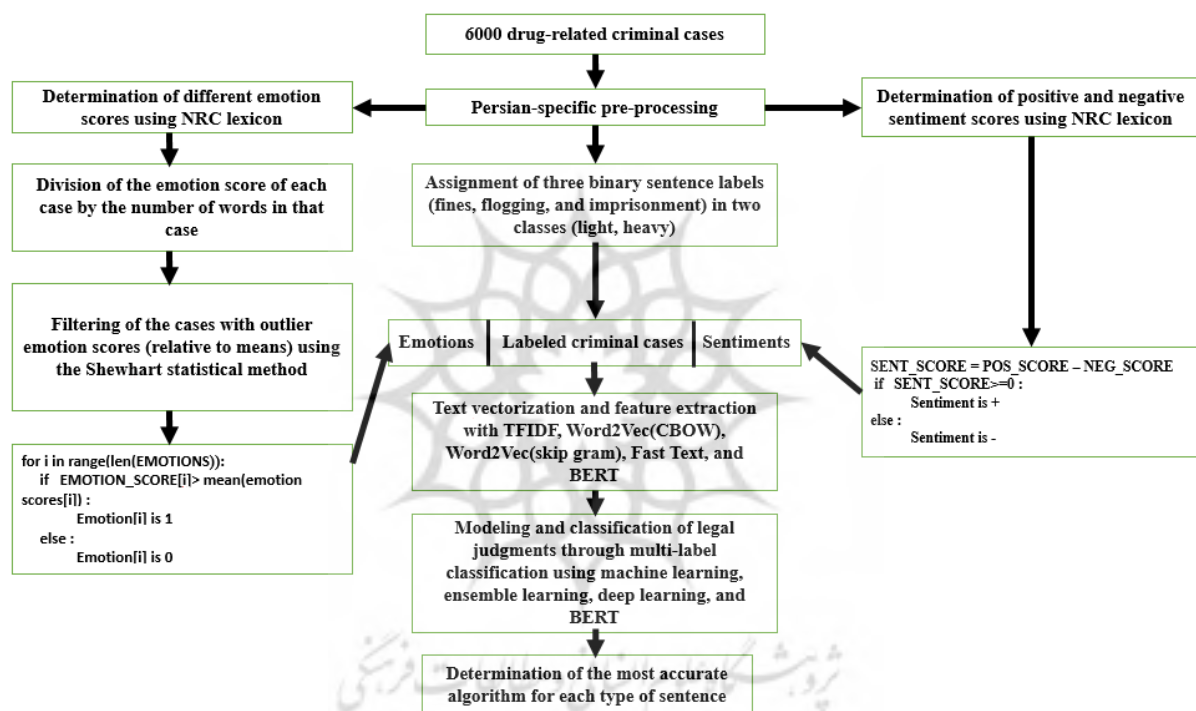 6000 drug-related criminal cases
Determination of different emotion
scores using NRC lexicon
Persian-specific pre-processing
Determination of positive and negative
sentiment scores using NRC lexicon
Division of the emotion score of each
case by the number of words in that
case
Assignment of three binary sentence labels
(fines, flogging, and imprisonment) in two
classes (light, heavy)
Filtering of the cases with outlier
emotion scores (relative to means) using
the Shewhart statistical method
Emotions | Labeled criminal cases | Sentiments
SENT_SCORE = POS_SCORE – NEG_SCORE
if SENT_SCORE>=0 :
Sentiment is +
else :
Sentiment is -
for i in range(len(EMOTIONS)):
if EMOTION_SCORE[i]> mean(emotion
scores[i]) :
Emotion[i] is 1
else :
Emotion[i] is 0
Text vectorization and feature extraction
with TFIDF, Word2Vec(CBOW),
Word2Vec(skip gram), Fast Text, and
BERT
Modeling and classification of legal
judgments through multi-label
classification using machine learning,
ensemble learning, deep learning, and
BERT
Determination of the most accurate
algorithm for each type of sentence
پژوهشگاه علوم انسانی و مطالعات فرهنگی